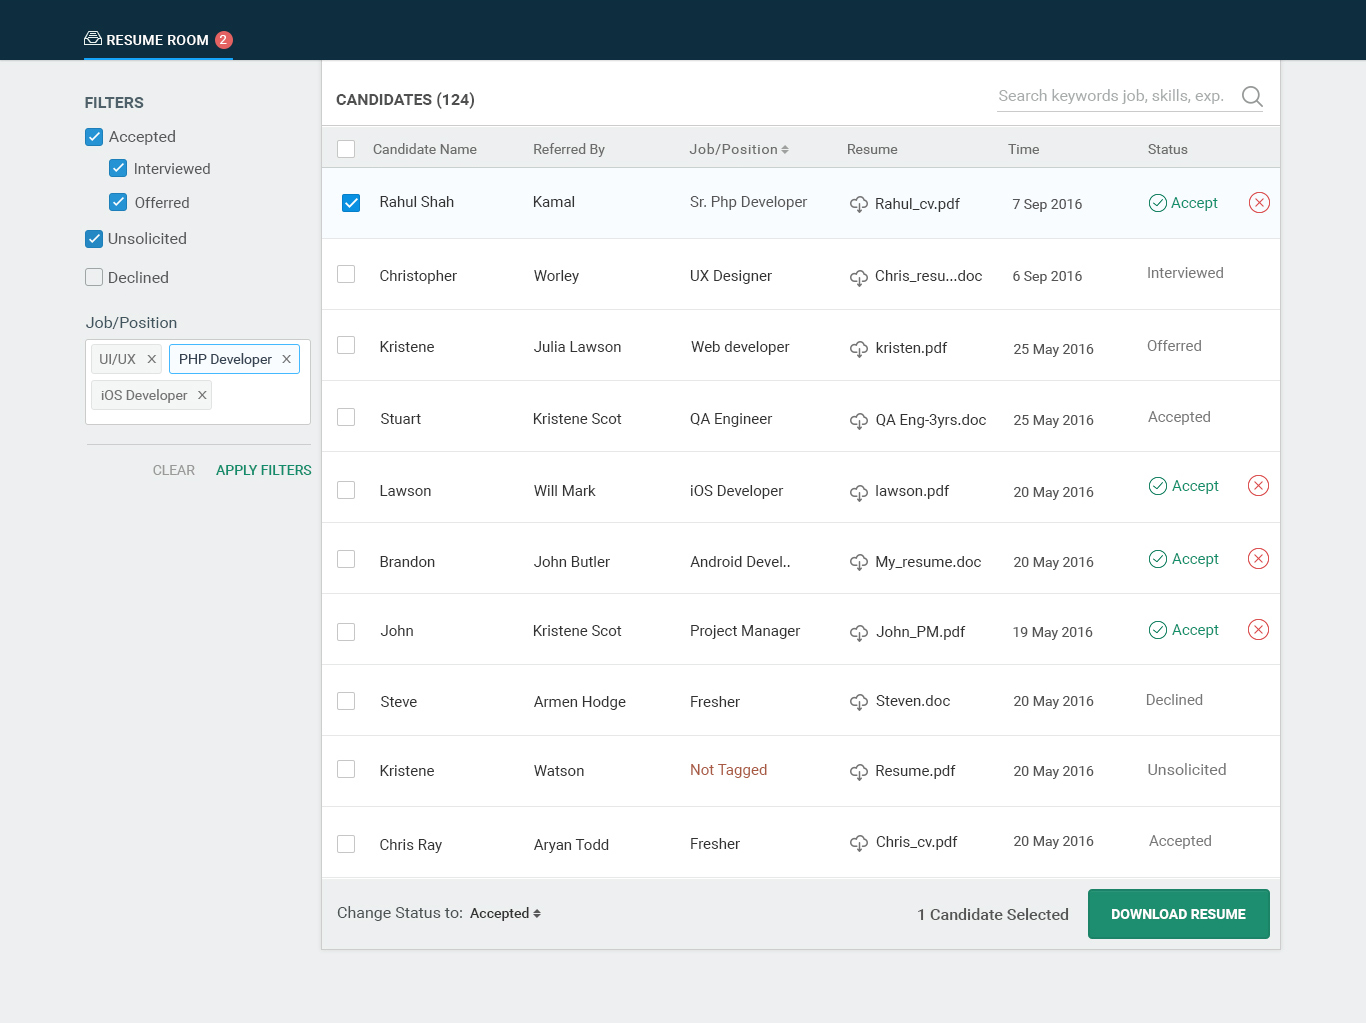 RESUME ROOM 2
FILTERS
Accepted
Interviewed
Offerred
Unsolicited
Declined
Job/Position
UI/UX PHP Developer
iOS Developer
CLEAR APPLY FILTERS
CANDIDATES (124)
Search keywords job, skills, exp.
Candidate Name Referred By Job/Position Resume Time Status
Rahul Shah Kamal Sr. Php Developer Rahul_cv.pdf 7 Sep 2016 Accept
Christopher Worley UX Designer Chris_resu...doc 6 Sep 2016 Interviewed
Kristene Julia Lawson Web developer kristen.pdf 25 May 2016 Offerred
Stuart Kristene Scot QA Engineer QA Eng-3yrs.doc 25 May 2016 Accepted
Lawson Will Mark iOS Developer lawson.pdf 20 May 2016 Accept
Brandon John Butler Android Devel.. My_resume.doc 20 May 2016 Accept
John Kristene Scot Project Manager John_PM.pdf 19 May 2016 Accept
Steve Armen Hodge Fresher Steven.doc 20 May 2016 Declined
Kristene Watson Not Tagged Resume.pdf 20 May 2016 Unsolicited
Chris Ray Aryan Todd Fresher Chris_cv.pdf 20 May 2016 Accepted
Change Status to: Accepted 1 Candidate Selected DOWNLOAD RESUME